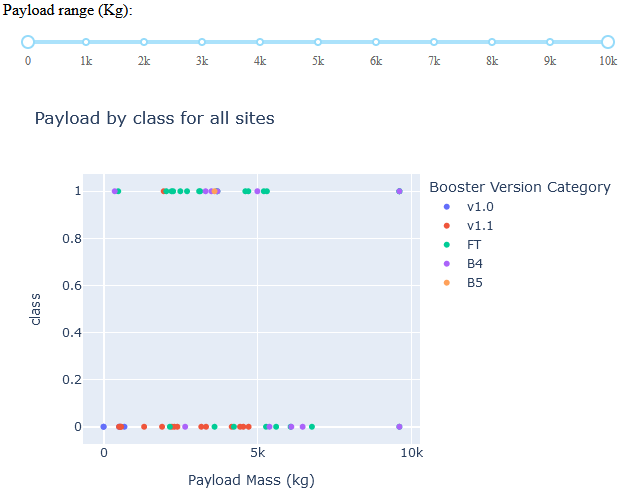 Payload range (Kg):
0 1k 2k 3k 4k 5k 6k 7k 8k 9k 10k
Payload by class for all sites
Booster Version Category
v1.0
v1.1
FT
B4
B5
1
0.8
0.6
0.4
0.2
0
class
0 5k 10k
Payload Mass (kg)